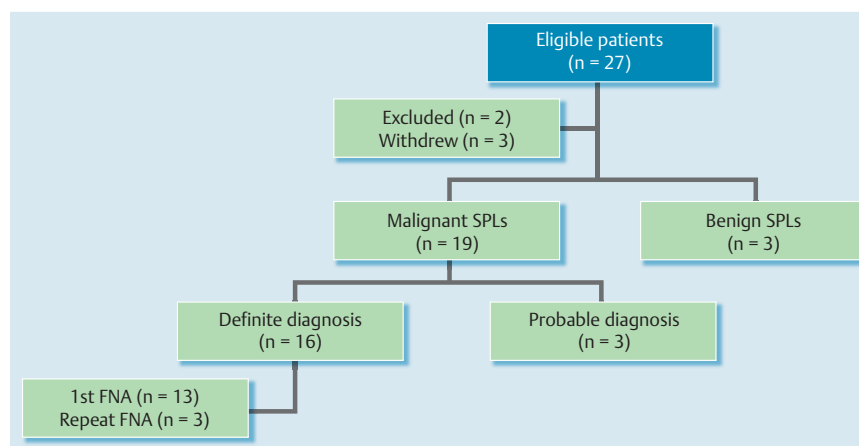 Eligible patients
(n = 27)
Excluded (n = 2)
Withdrew (n = 3)
Malignant SPLs
(n = 19)
Benign SPLs
(n = 3)
Definite diagnosis
(n = 16)
Probable diagnosis
(n = 3)
1st FNA (n = 13)
Repeat FNA (n = 3)